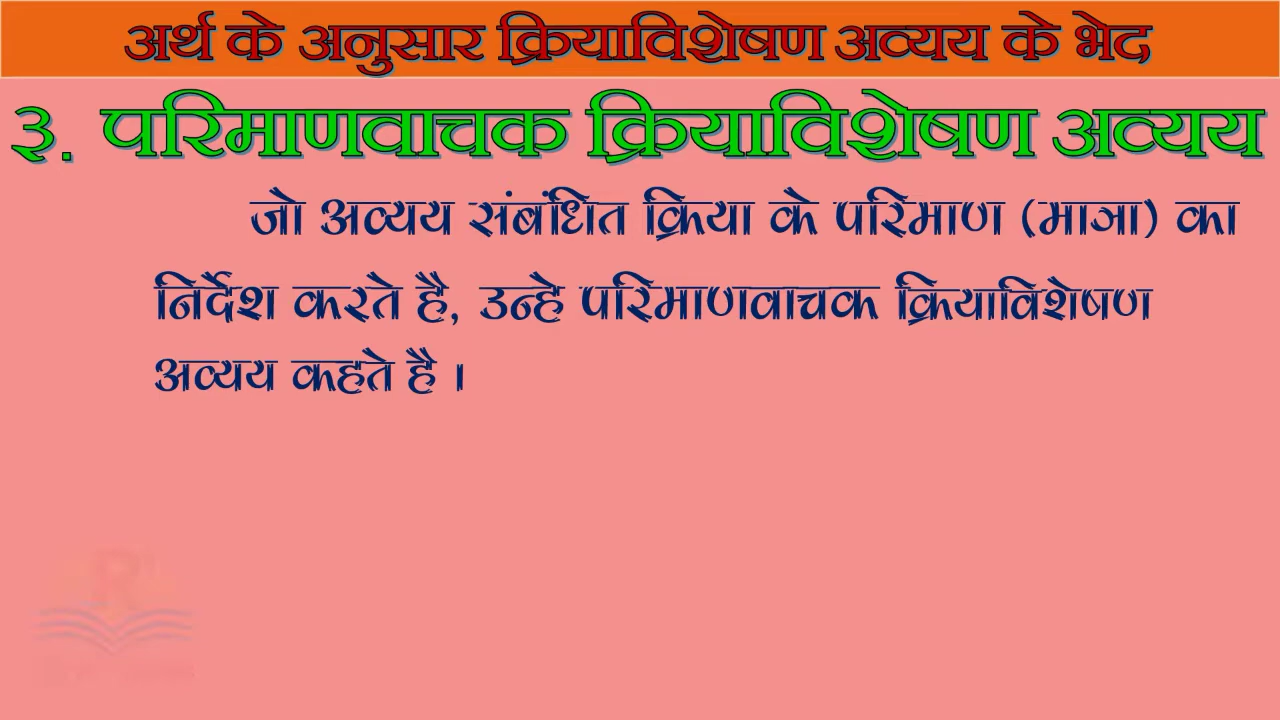 अर्थ के अनुसार क्रियाविशेषण अव्यय के भेद
३. परिमाणवाचक क्रियाविशेषण अव्यय
जो अव्यय संबंधित क्रिया के परिमाण (मात्रा) का
निर्देश करते है, उन्हे परिमाणवाचक क्रियाविशेषण
अव्यय कहते है ।
R